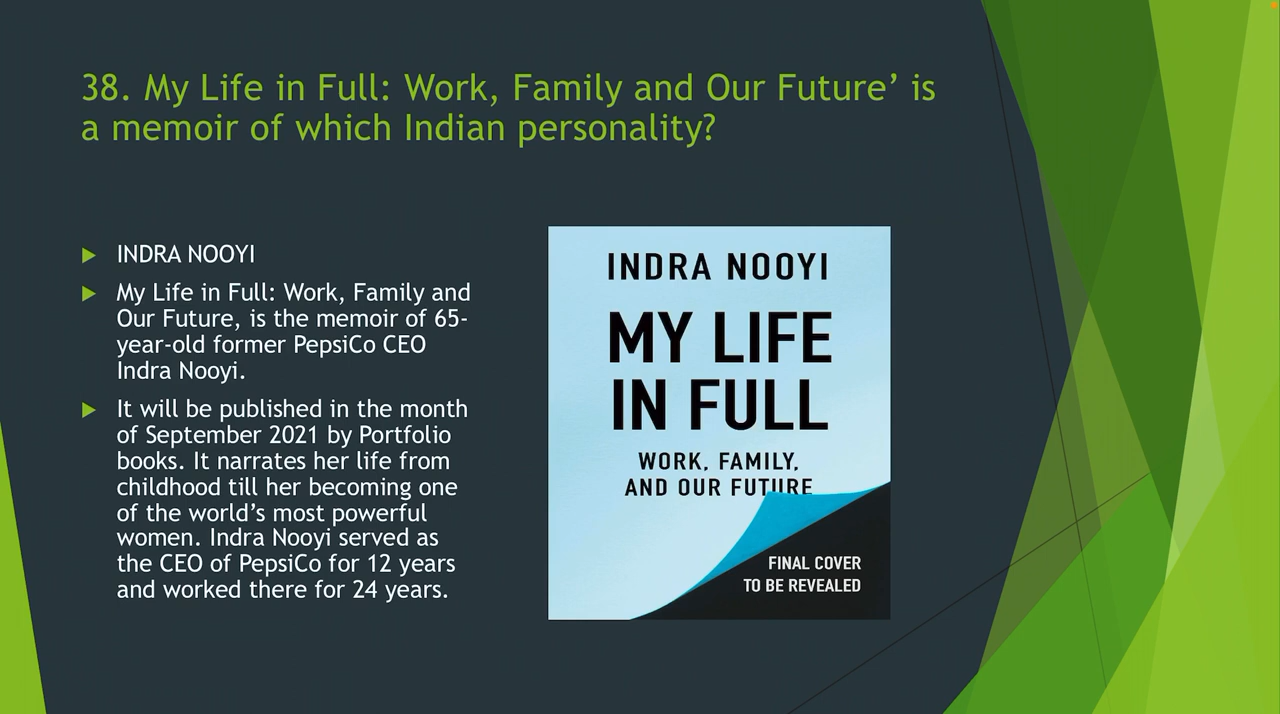 38. My Life in Full: Work, Family and Our Future’ is
a memoir of which Indian personality?
INDRA NOOYI
My Life in Full: Work, Family and
Our Future, is the memoir of 65-
year-old former PepsiCo CEO
Indra Nooyi.
It will be published in the month
of September 2021 by Portfolio
books. It narrates her life from
childhood till her becoming one
of the world’s most powerful
women. Indra Nooyi served as
the CEO of PepsiCo for 12 years
and worked there for 24 years.
INDRA NOOYI
MY LIFE
IN FULL
WORK, FAMILY,
AND OUR FUTURE
FINAL COVER
TO BE REVEALED